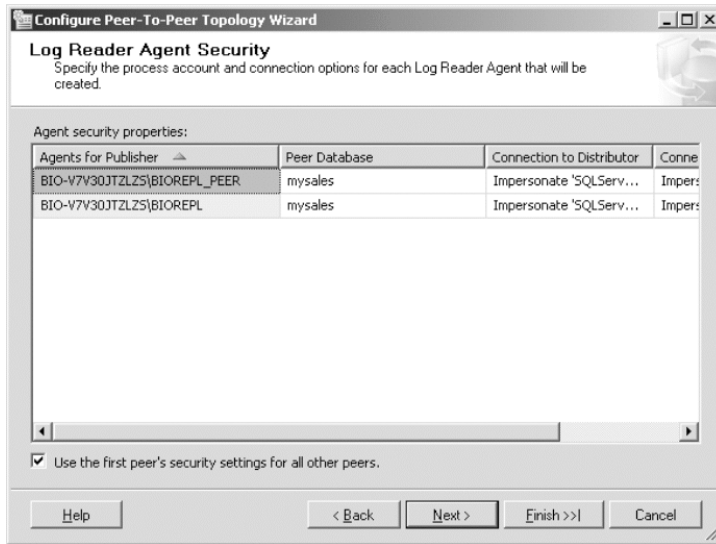 Configure Peer-To-Peer Topology Wizard
Log Reader Agent Security
Specify the process account and connection options for each Log Reader Agent that will be
created.
Agent security properties:
Agents for Publisher Peer Database Connection to Distributor Conne
BIO-V7V30JTZLZS\BIOREPL_PEER mysales Impersonate 'SQLServ... Impers
BIO-V7V30JTZLZS\BIOREPL mysales Impersonate 'SQLServ... Impers
Use the first peer's security settings for all other peers.
Help < Back Next > Finish >>| Cancel